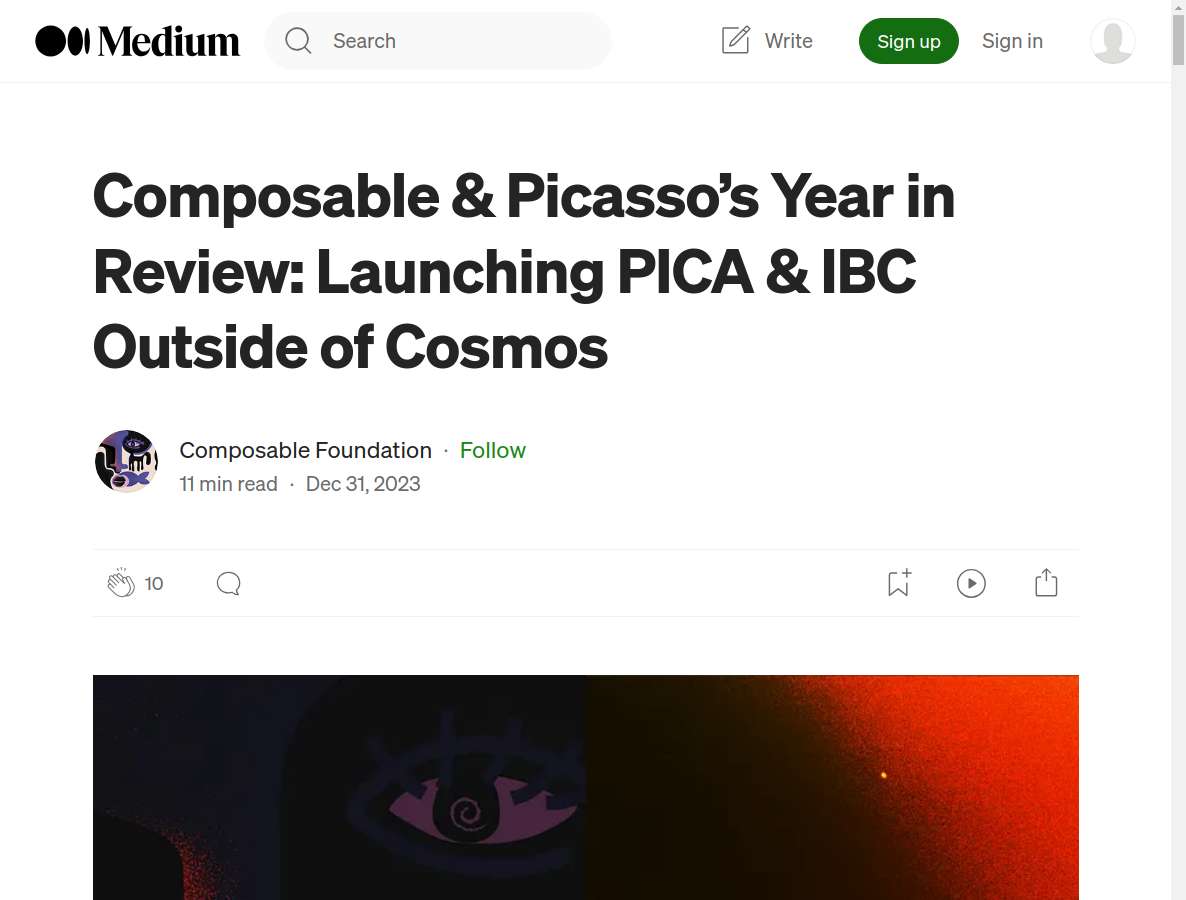 Medium
Search
Write
Sign up
Sign in
Composable & Picasso’s Year in
Review: Launching PICA & IBC
Outside of Cosmos
Composable Foundation · Follow
11 min read · Dec 31, 2023
10